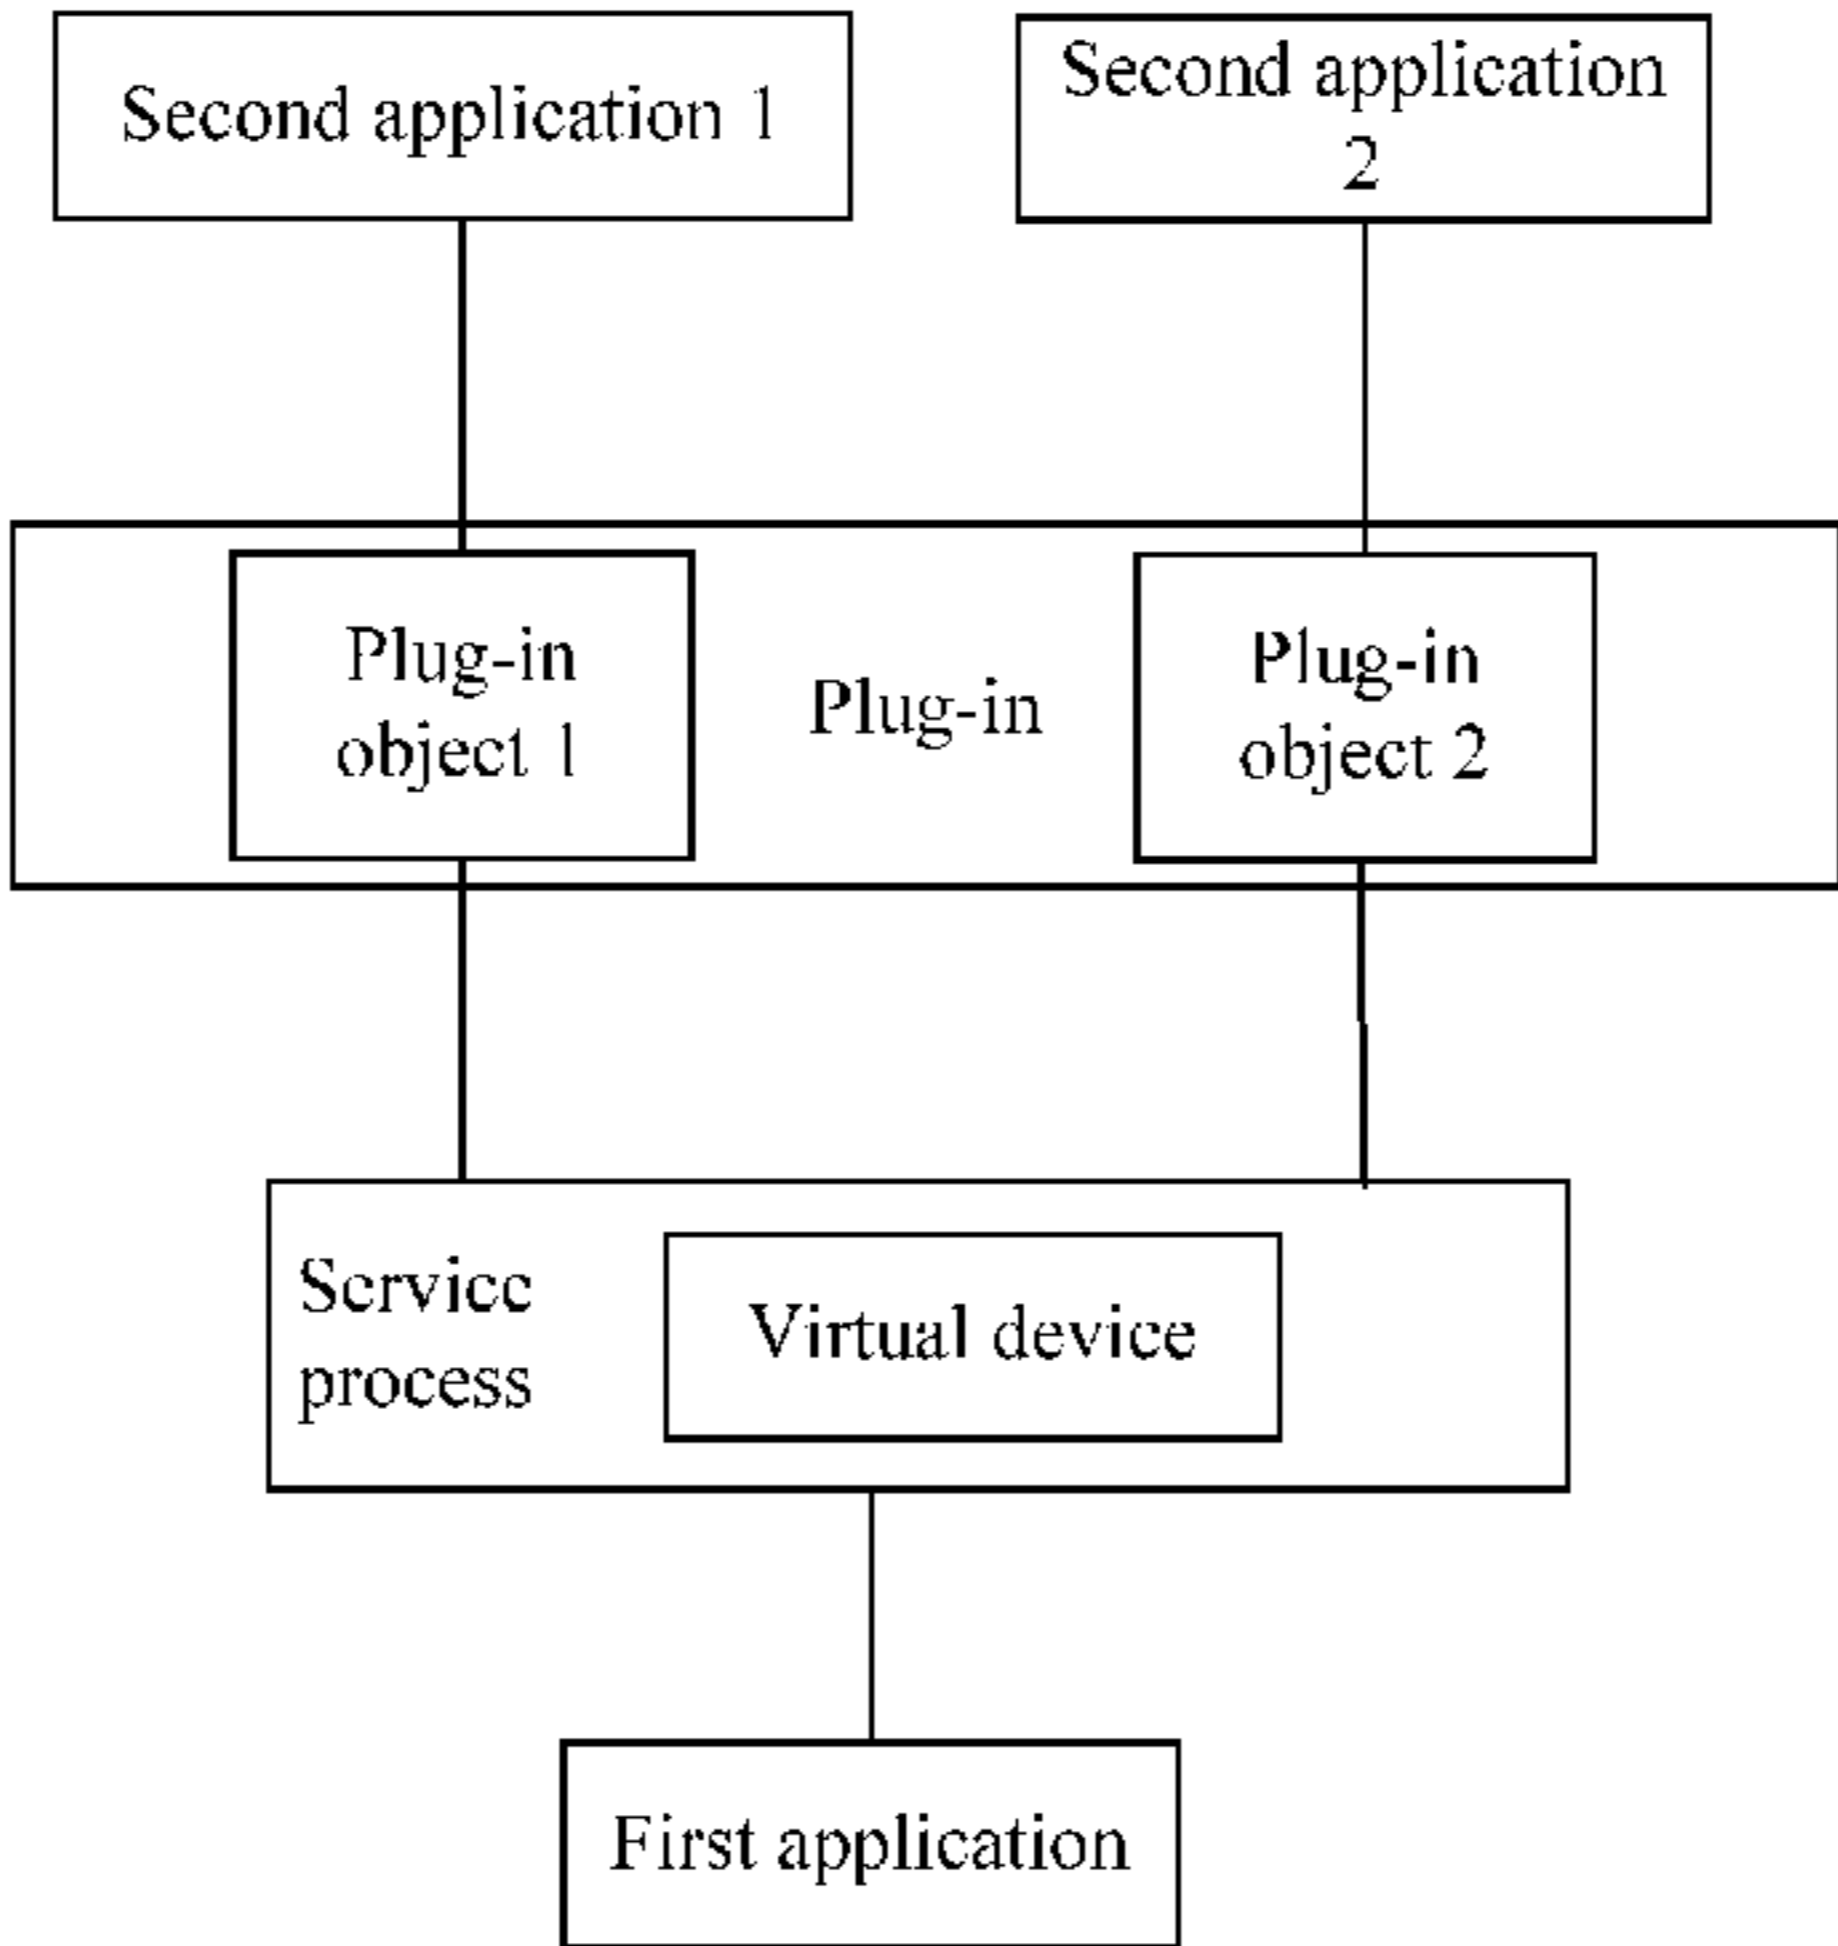 Second application 1
Second application
2
Plug-in
object 1
Plug-in
Plug-in
object 2
Service
process
Virtual device
First application